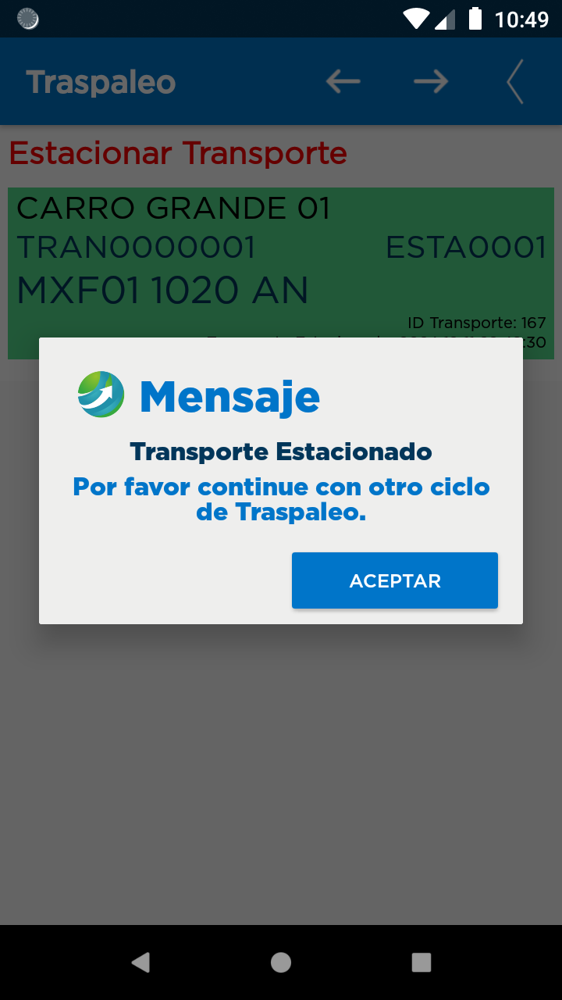 10:49
Traspaleo
Estacionar Transporte
CARRO GRANDE 01
TRAN0000001 ESTA0001
MXF01 1020 AN
ID Transporte: 167
:30
Mensaje
Transporte Estacionado
Por favor continue con otro ciclo
de Traspaleo.
ACEPTAR